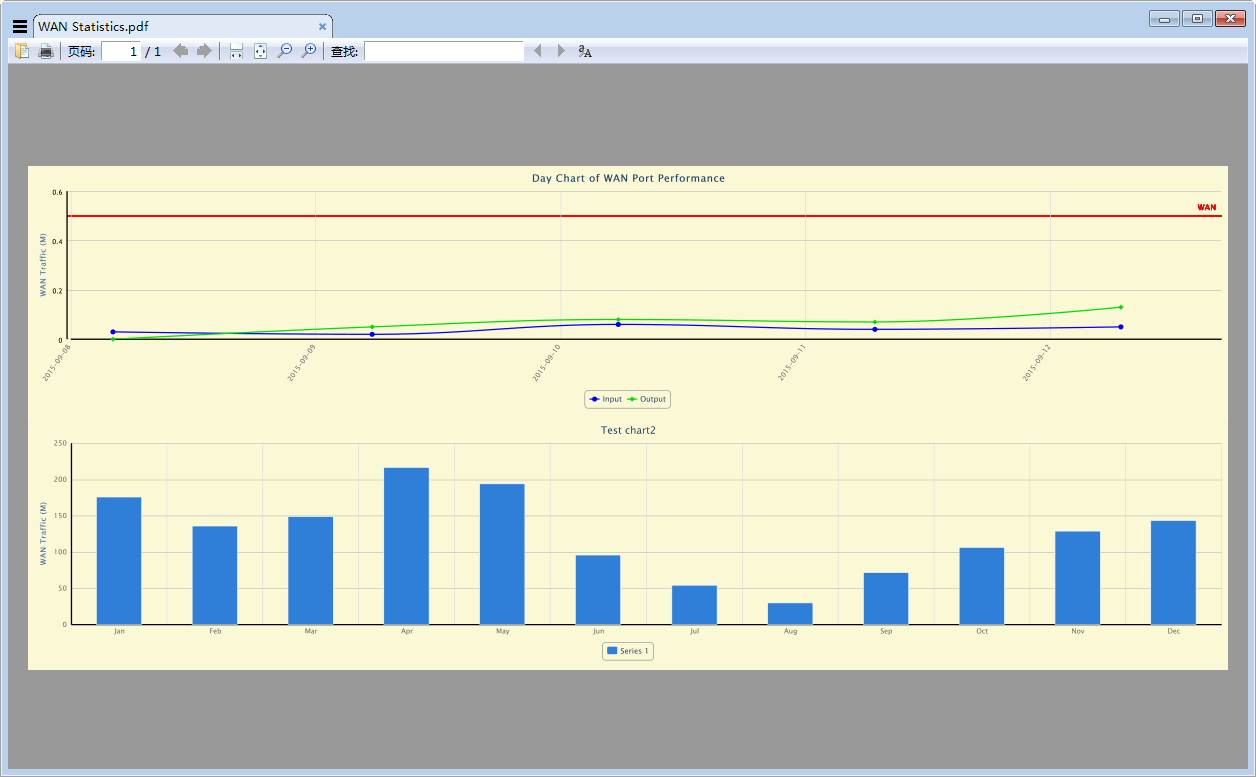 WAN Statistics.pdf
页码: 1 / 1 查找:
Day Chart of WAN Port Performance
WAN Traffic (M)
0.6
0.4
0.2
0
WAN
2015-09-08 2015-09-09 2015-09-10 2015-09-11 2015-09-12
Input Output
Test chart2
WAN Traffic (M)
250
200
150
100
50
0
Jan Feb Mar Apr May Jun Jul Aug Sep Oct Nov Dec
Series 1